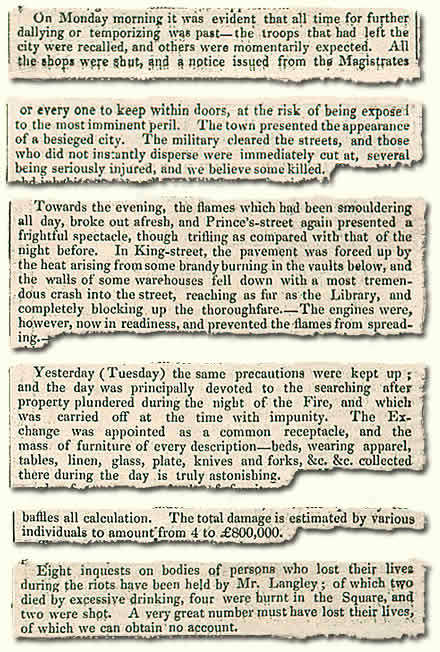 On Monday morning it was evident that all time for further
dallying or temporizing was past—the troops that had left the
city were recalled, and others were momentarily expected. All
the shops were shut, and a notice issued from the Magistrates
or every one to keep within doors, at the risk of being exposed
to the most imminent peril. The town presented the appearance
of a besieged city. The military cleared the streets, and those
who did not instantly disperse were immediately cut at, several
being seriously injured, and we believe some killed.
Towards the evening, the flames which had been smouldering
all day, broke out afresh, and Prince's-street again presented a
frightful spectacle, though trifling as compared with that of the
night before. In King-street, the pavement was forced up by
the heat arising from some brandy burning in the vaults below, and
the walls of some warehouses fell down with a most tremen-
dous crash into the street, reaching as far as the Library, and
completely blocking up the thoroughfare.—The engines were,
however, now in readiness, and prevented the flames from spread-
ing.—
Yesterday (Tuesday) the same precautions were kept up;
and the day was principally devoted to the searching after
property plundered during the night of the Fire, and which
was carried off at the time with impunity. The Ex-
change was appointed as a common receptacle, and the
mass of furniture of every description—beds, wearing apparel,
tables, linen, glass, plate, knives and forks, &c. &c. collected
there during the day is truly astonishing.
baffles all calculation. The total damage is estimated by various
individuals to amount from 4 to £800,000.
Eight inquests on bodies of persons who lost their lives
during the riots have been held by Mr. Langley; of which two
died by excessive drinking, four were burnt in the Square, and
two were shot. A very great number must have lost their lives,
of which we can obtain no account.